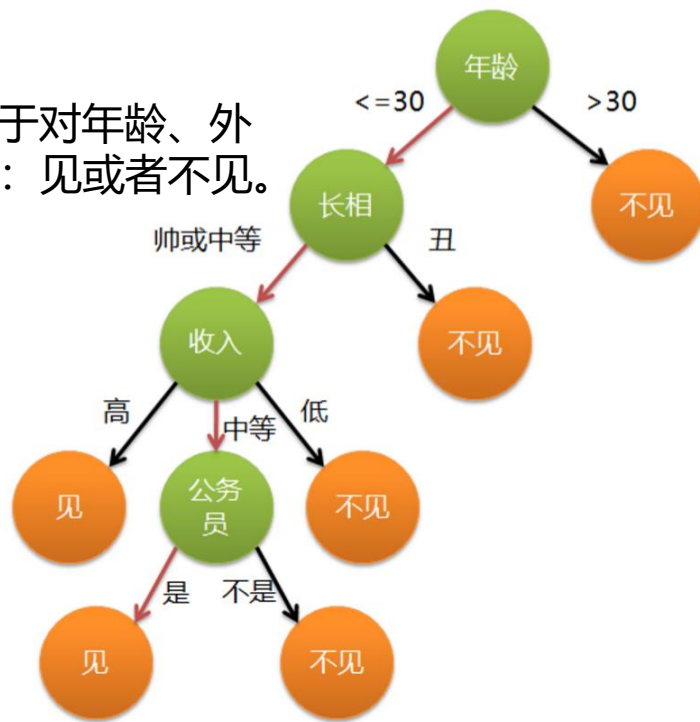 年龄
<=30
>30
于对年龄、外
：见或者不见。
长相
不见
帅或中等
丑
收入
不见
高
中等
低
见
公务
员
不见
是
不是
见
不见